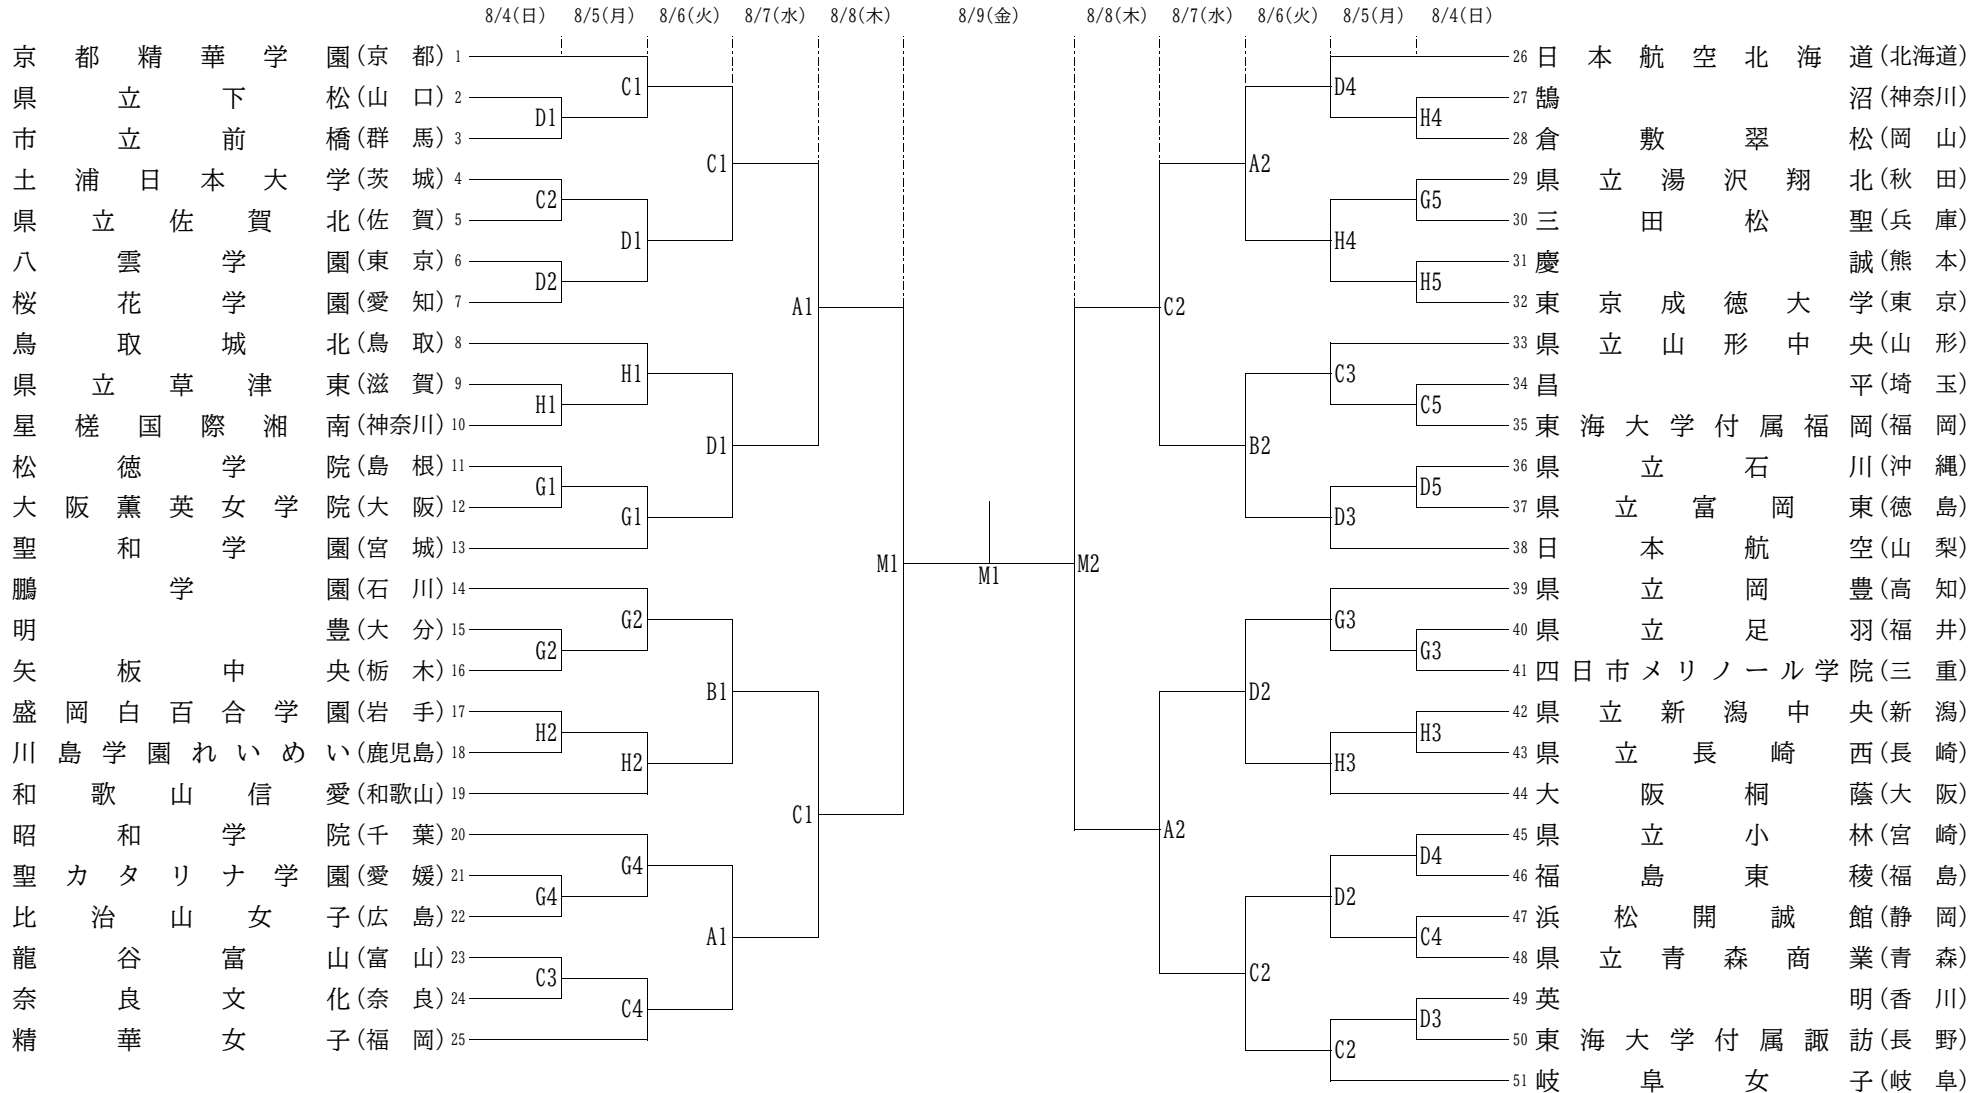 8/4(日) 8/5(月) 8/6(火) 8/7(水) 8/8(木) 8/9(金) 8/8(木) 8/7(水) 8/6(火) 8/5(月) 8/4(日)
京都精華学園(京都) 1
県立下松(山口) 2
市立前橋(群馬) 3
土浦日本大学(茨城) 4
県立佐賀北(佐賀) 5
八雲学園(東京) 6
桜花学園(愛知) 7
鳥取城北(鳥取) 8
県立草津東(滋賀) 9
星槎国際湘南(神奈川) 10
松徳学院(島根) 11
大阪薫英女学院(大阪) 12
聖和学園(宮城) 13
鵬学園(石川) 14
明豊(大分) 15
矢板中央(栃木) 16
盛岡白百合学園(岩手) 17
川島学園れいめい(鹿児島) 18
和歌山信愛(和歌山) 19
昭和学院(千葉) 20
聖カタリナ学園(愛媛) 21
比治山女子(広島) 22
龍谷富山(富山) 23
奈良文化(奈良) 24
精華女子(福岡) 25
D1
C2
D2
H1
G1
G2
H2
G4
C3
C1
D1
H1
G1
G2
H2
G4
C4
C1
D1
B1
A1
A1
C1
M1
M1
M2
C2
A2
A2
B2
D2
C2
D4
H4
C3
D3
G3
H3
D2
C2
H4
G5
H5
C5
D5
G3
H3
D4
C4
D3
26 日本航空北海道(北海道)
27 鵠沼(神奈川)
28 倉敷翠松(岡山)
29 県立湯沢翔北(秋田)
30 三田松聖(兵庫)
31 慶誠(熊本)
32 東京成徳大学(東京)
33 県立山形中央(山形)
34 昌平(埼玉)
35 東海大学付属福岡(福岡)
36 県立石川(沖縄)
37 県立富岡東(徳島)
38 日本航空(山梨)
39 県立岡豊(高知)
40 県立足羽(福井)
41 四日市メリノール学院(三重)
42 県立新潟中央(新潟)
43 県立長崎西(長崎)
44 大阪桐蔭(大阪)
45 県立小林(宮崎)
46 福島東稜(福島)
47 浜松開誠館(静岡)
48 県立青森商業(青森)
49 英明(香川)
50 東海大学付属諏訪(長野)
51 岐阜女子(岐阜)